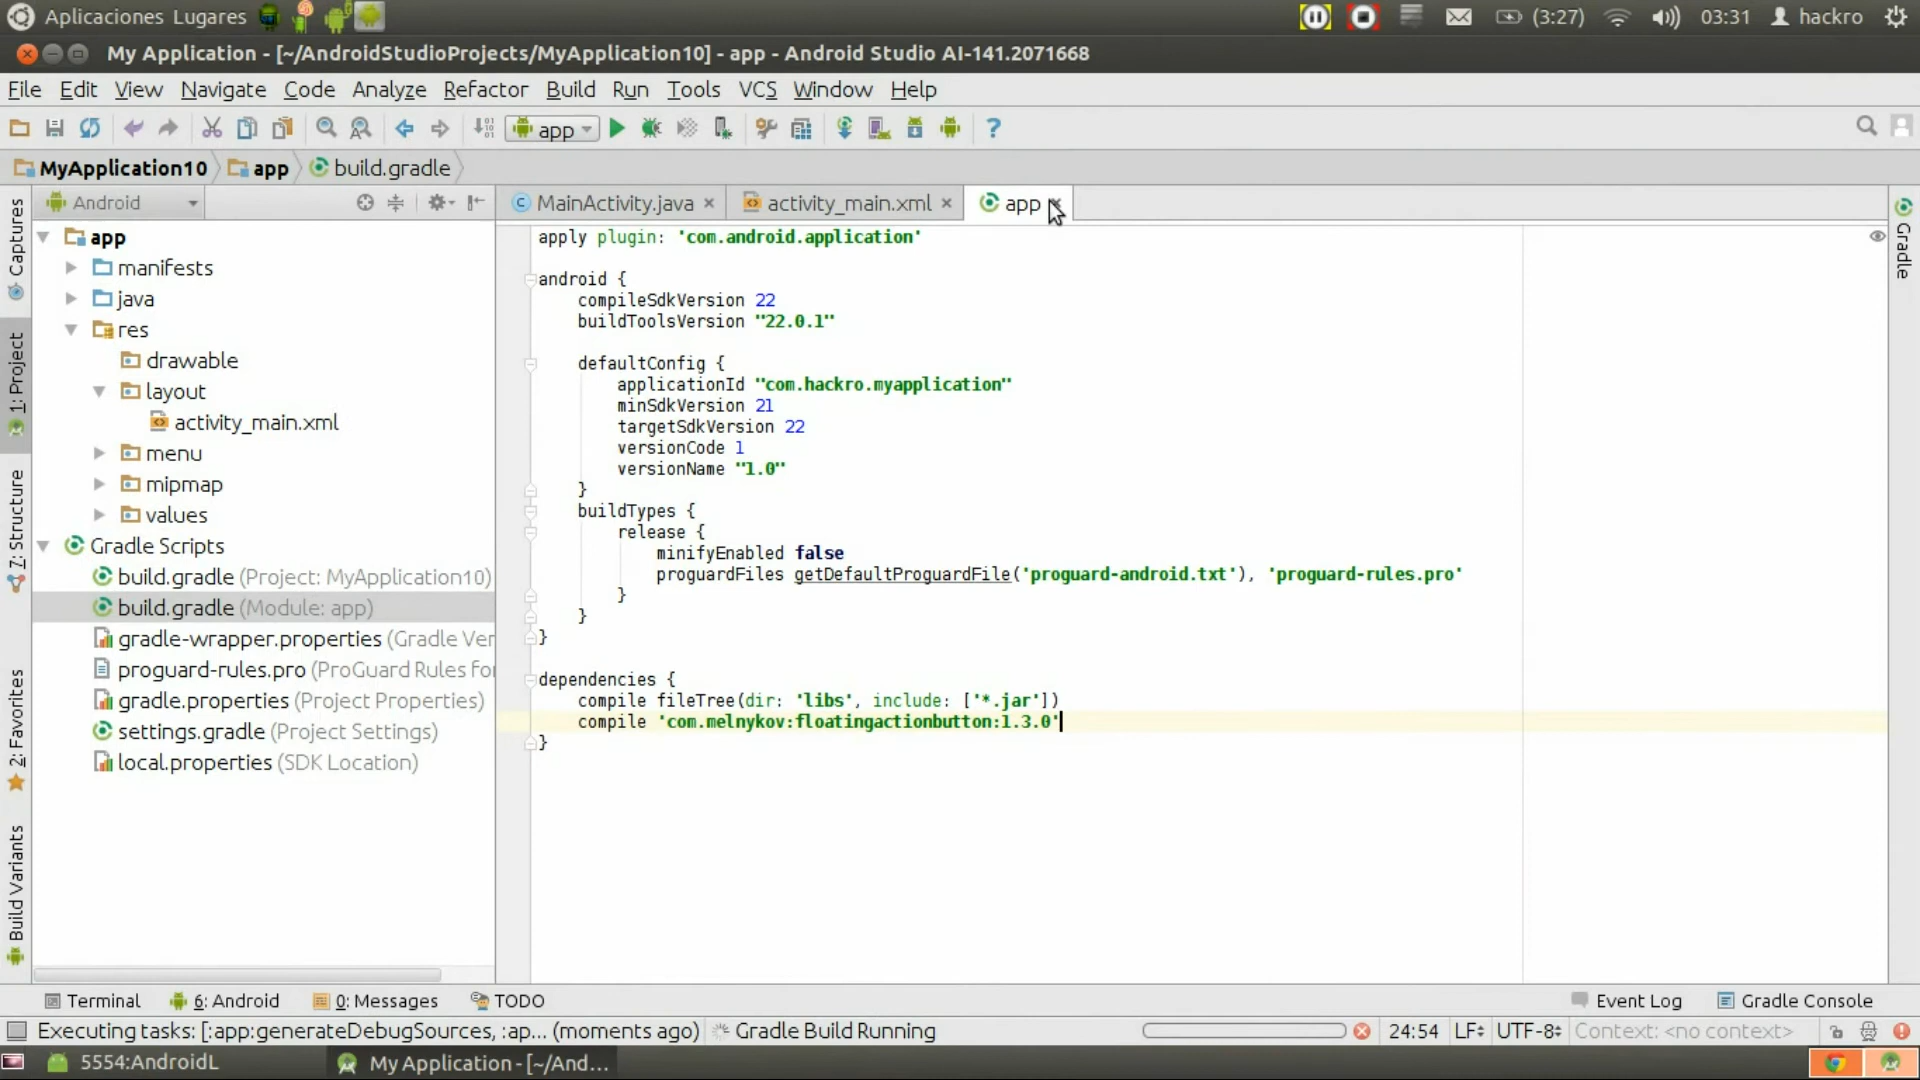 Aplicaciones Lugares
(3:27) 03:31 hackro
My Application - [~/AndroidStudioProjects/MyApplication10] - app - Android Studio AI-141.2071668
File Edit View Navigate Code Analyze Refactor Build Run Tools VCS Window Help
app
MyApplication10 app build.gradle
Android
MainActivity.java activity_main.xml app
Captures
1: Project
7: Structure
2: Favorites
Build Variants
app
manifests
java
res
drawable
layout
activity_main.xml
menu
mipmap
values
Gradle Scripts
build.gradle (Project: MyApplication10)
build.gradle (Module: app)
gradle-wrapper.properties (Gradle Ver
proguard-rules.pro (ProGuard Rules for
gradle.properties (Project Properties)
settings.gradle (Project Settings)
local.properties (SDK Location)
apply plugin: 'com.android.application'
android {
compileSdkVersion 22
buildToolsVersion "22.0.1"
defaultConfig {
applicationId "com.hackro.myapplication"
minSdkVersion 21
targetSdkVersion 22
versionCode 1
versionName "1.0"
}
buildTypes {
release {
minifyEnabled false
proguardFiles getDefaultProguardFile('proguard-android.txt'), 'proguard-rules.pro'
}
}
}
dependencies {
compile fileTree(dir: 'libs', include: ['*.jar'])
compile 'com.melnykov:floatingactionbutton:1.3.0'
}
Gradle
Terminal 6: Android 0: Messages TODO Event Log Gradle Console
Executing tasks: [:app:generateDebugSources, :ap... (moments ago) Gradle Build Running 24:54 LF UTF-8 Context: <no context>
5554:AndroidL My Application - [~/And...